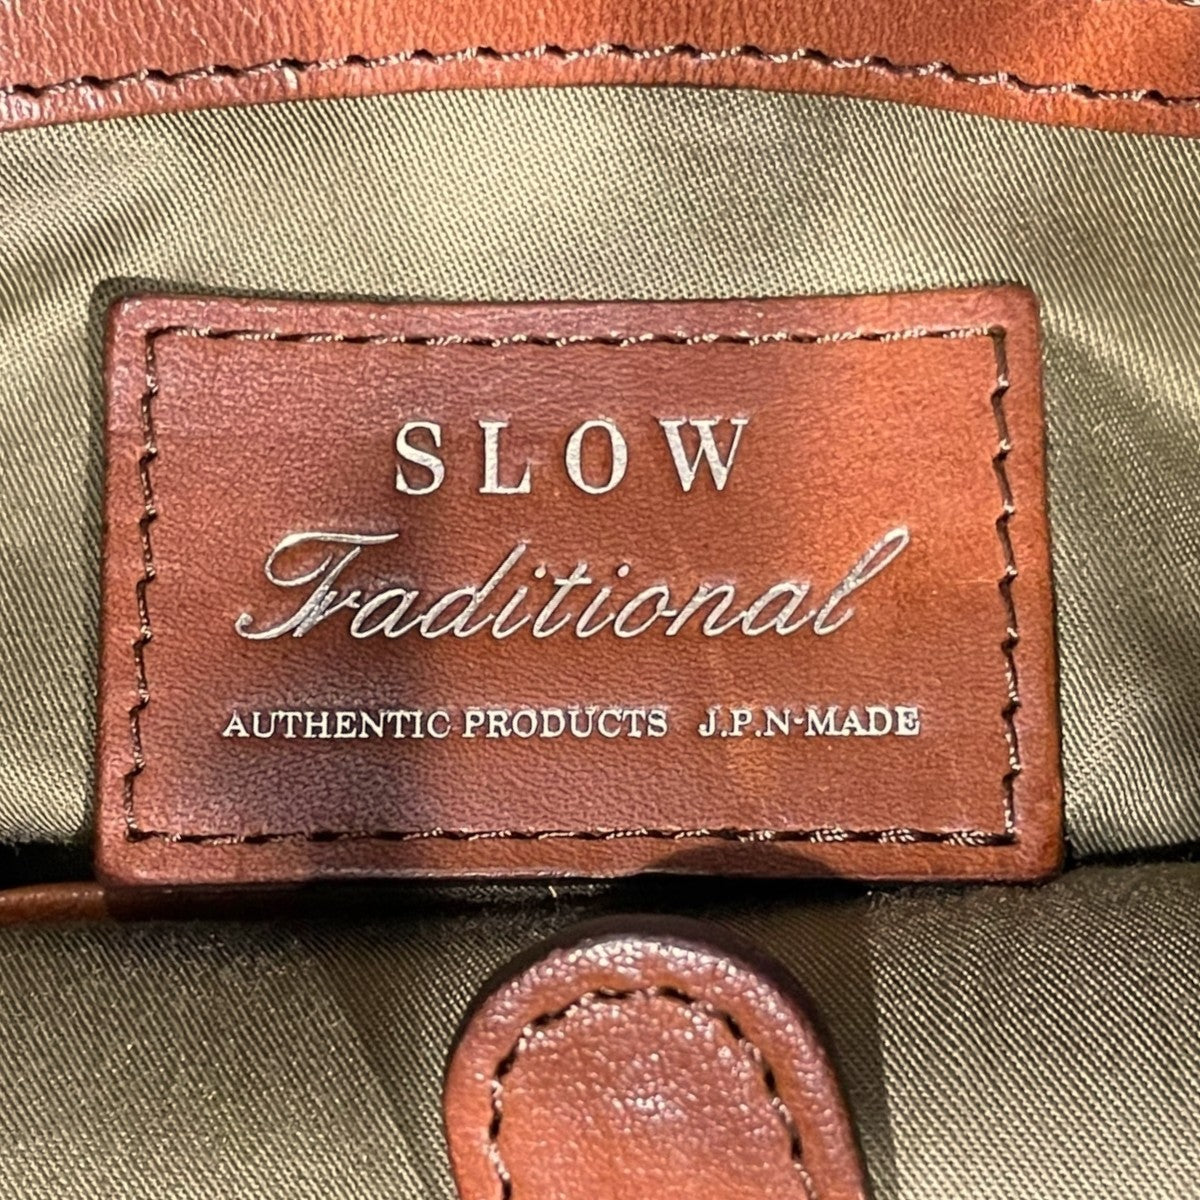 SLOW
Traditional
AUTHENTIC PRODUCTS J.P.N-MADE